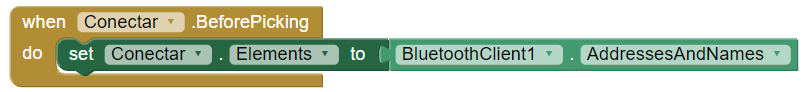 when Conectar .BeforePicking
do set Conectar . Elements to BluetoothClient1 . AddressesAndNames